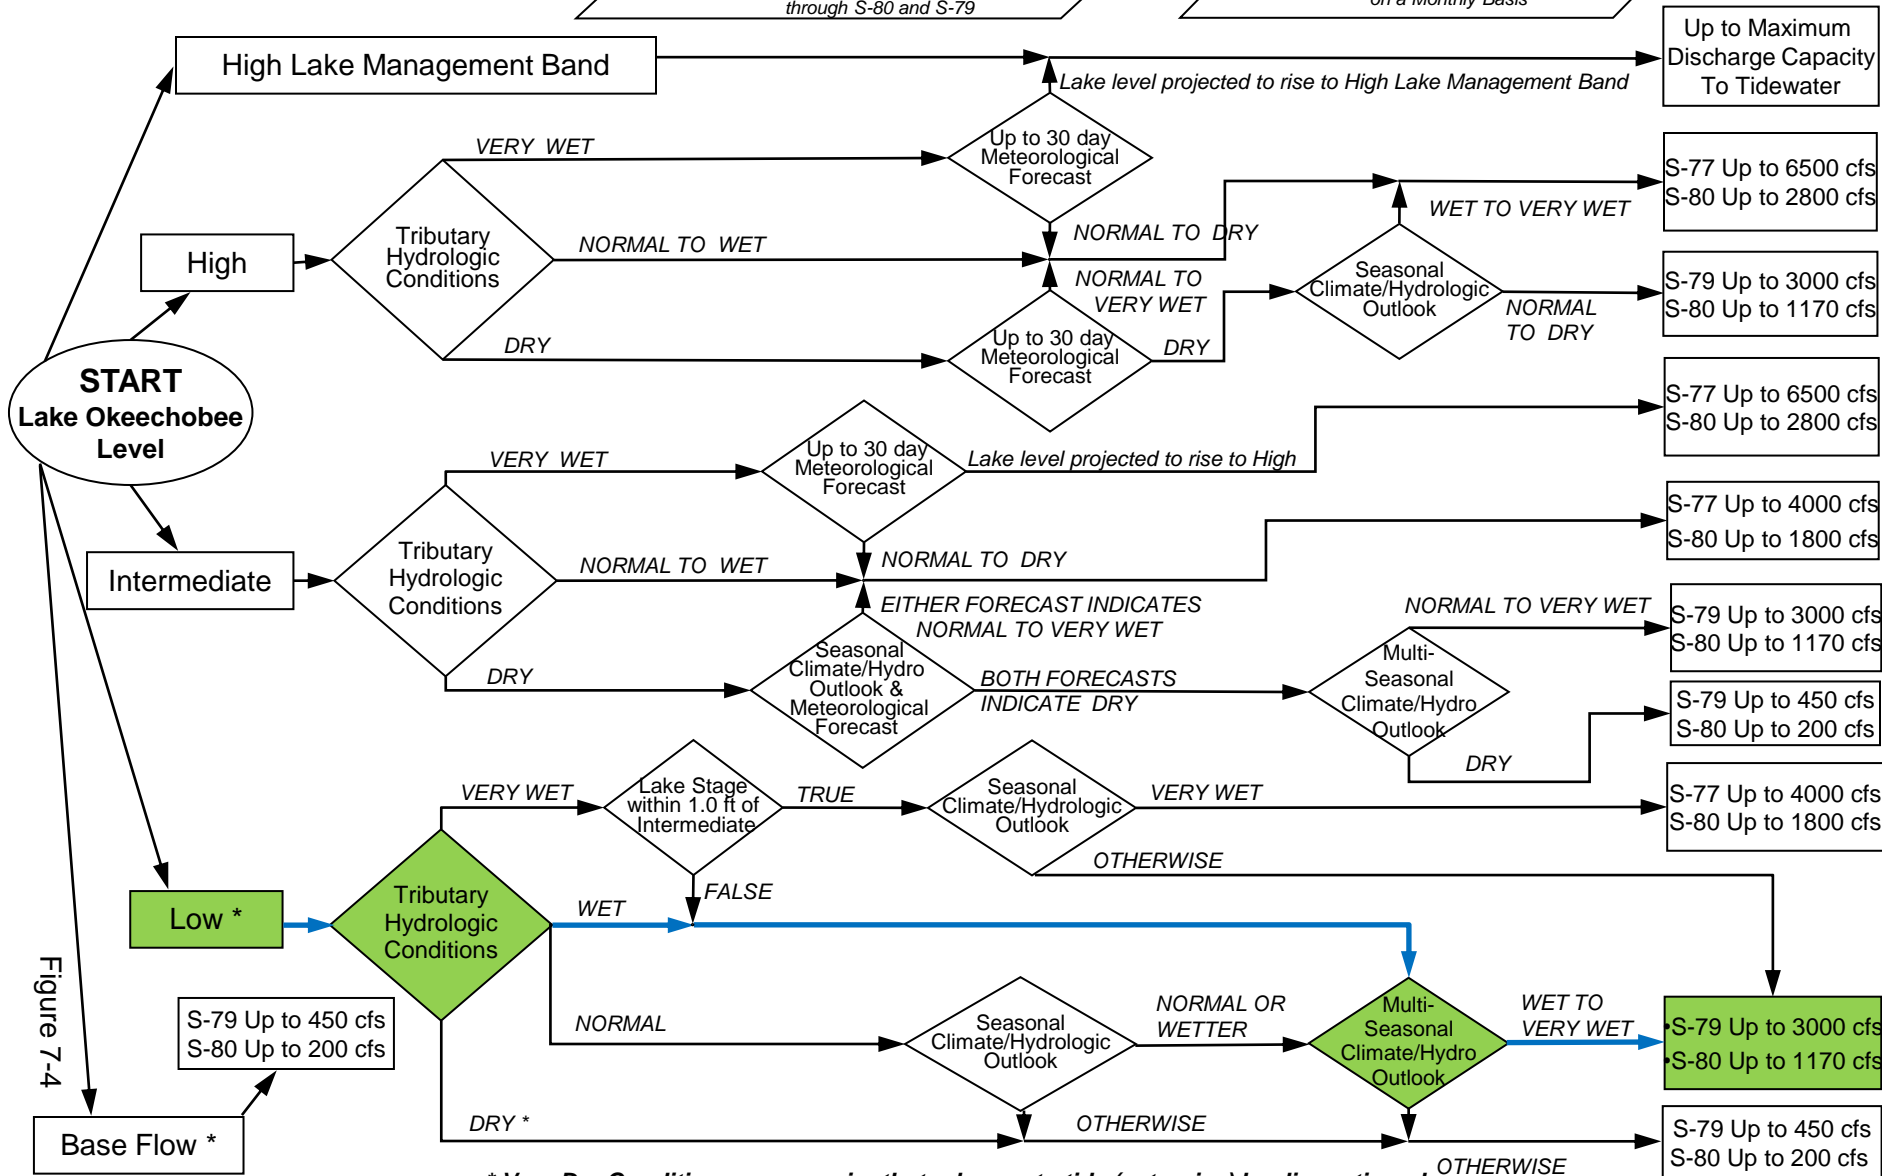 through S-80 and S-79
on a Monthly Basis
High Lake Management Band
Lake level projected to rise to High Lake Management Band
Up to Maximum
Discharge Capacity
To Tidewater
VERY WET
Up to 30 day
Meteorological
Forecast
S-77 Up to 6500 cfs
S-80 Up to 2800 cfs
WET TO VERY WET
High
Tributary
Hydrologic
Conditions
NORMAL TO WET
NORMAL TO DRY
NORMAL TO
VERY WET
Seasonal
Climate/Hydrologic
Outlook
NORMAL
TO DRY
S-79 Up to 3000 cfs
S-80 Up to 1170 cfs
DRY
Up to 30 day
Meteorological
Forecast
DRY
START
Lake Okeechobee
Level
S-77 Up to 6500 cfs
S-80 Up to 2800 cfs
VERY WET
Up to 30 day
Meteorological
Forecast
Lake level projected to rise to High
S-77 Up to 4000 cfs
S-80 Up to 1800 cfs
Intermediate
Tributary
Hydrologic
Conditions
NORMAL TO WET
NORMAL TO DRY
EITHER FORECAST INDICATES
NORMAL TO VERY WET
NORMAL TO VERY WET
S-79 Up to 3000 cfs
S-80 Up to 1170 cfs
DRY
Seasonal
Climate/Hydro
Outlook &
Meteorological
Forecast
BOTH FORECASTS
INDICATE DRY
Multi-
Seasonal
Climate/Hydro
Outlook
DRY
S-79 Up to 450 cfs
S-80 Up to 200 cfs
VERY WET
Lake Stage
within 1.0 ft of
Intermediate
TRUE
Seasonal
Climate/Hydrologic
Outlook
VERY WET
S-77 Up to 4000 cfs
S-80 Up to 1800 cfs
OTHERWISE
FALSE
Low *
Tributary
Hydrologic
Conditions
WET
NORMAL
Seasonal
Climate/Hydrologic
Outlook
NORMAL OR
WETTER
Multi-
Seasonal
Climate/Hydro
Outlook
WET TO
VERY WET
•S-79 Up to 3000 cfs
•S-80 Up to 1170 cfs
Figure 7-4
S-79 Up to 450 cfs
S-80 Up to 200 cfs
Base Flow *
DRY *
OTHERWISE
OTHERWISE
S-79 Up to 450 cfs
S-80 Up to 200 cfs